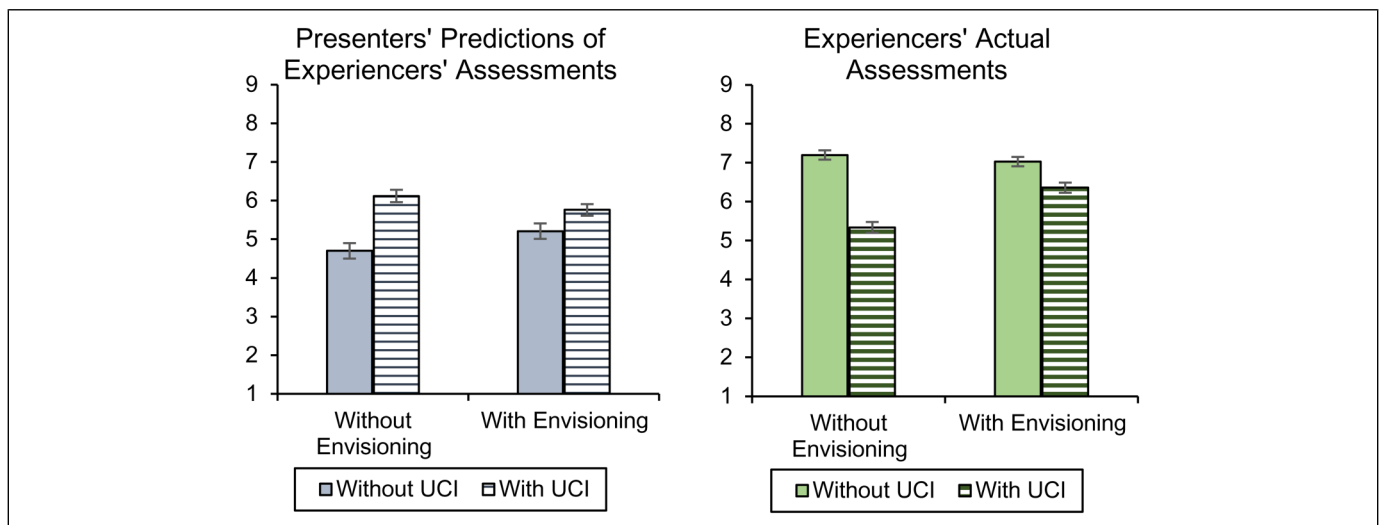 Presenters' Predictions of
Experiencers' Assessments
9
8
7
6
5
4
3
2
1
Without
Envisioning
With Envisioning
Without UCI
With UCI
Experiencers' Actual
Assessments
9
8
7
6
5
4
3
2
1
Without
Envisioning
With Envisioning
Without UCI
With UCI